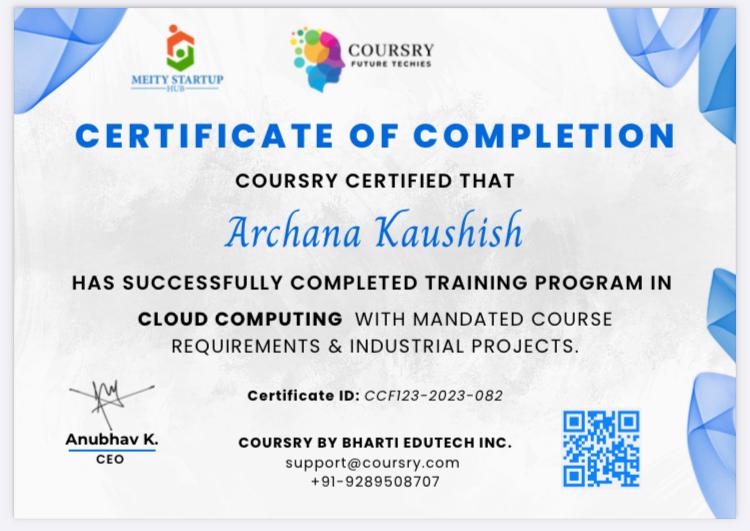 MEITY STARTUP
HUB
COURSRY
FUTURE TECHIES
CERTIFICATE OF COMPLETION
COURSRY CERTIFIED THAT
Archana Kaushish
HAS SUCCESSFULLY COMPLETED TRAINING PROGRAM IN
CLOUD COMPUTING WITH MANDATED COURSE
REQUIREMENTS & INDUSTRIAL PROJECTS.
Certificate ID: CCF123-2023-082
Anubhav K.
CEO
COURSRY BY BHARTI EDUTECH INC.
support@coursry.com
+91-9289508707